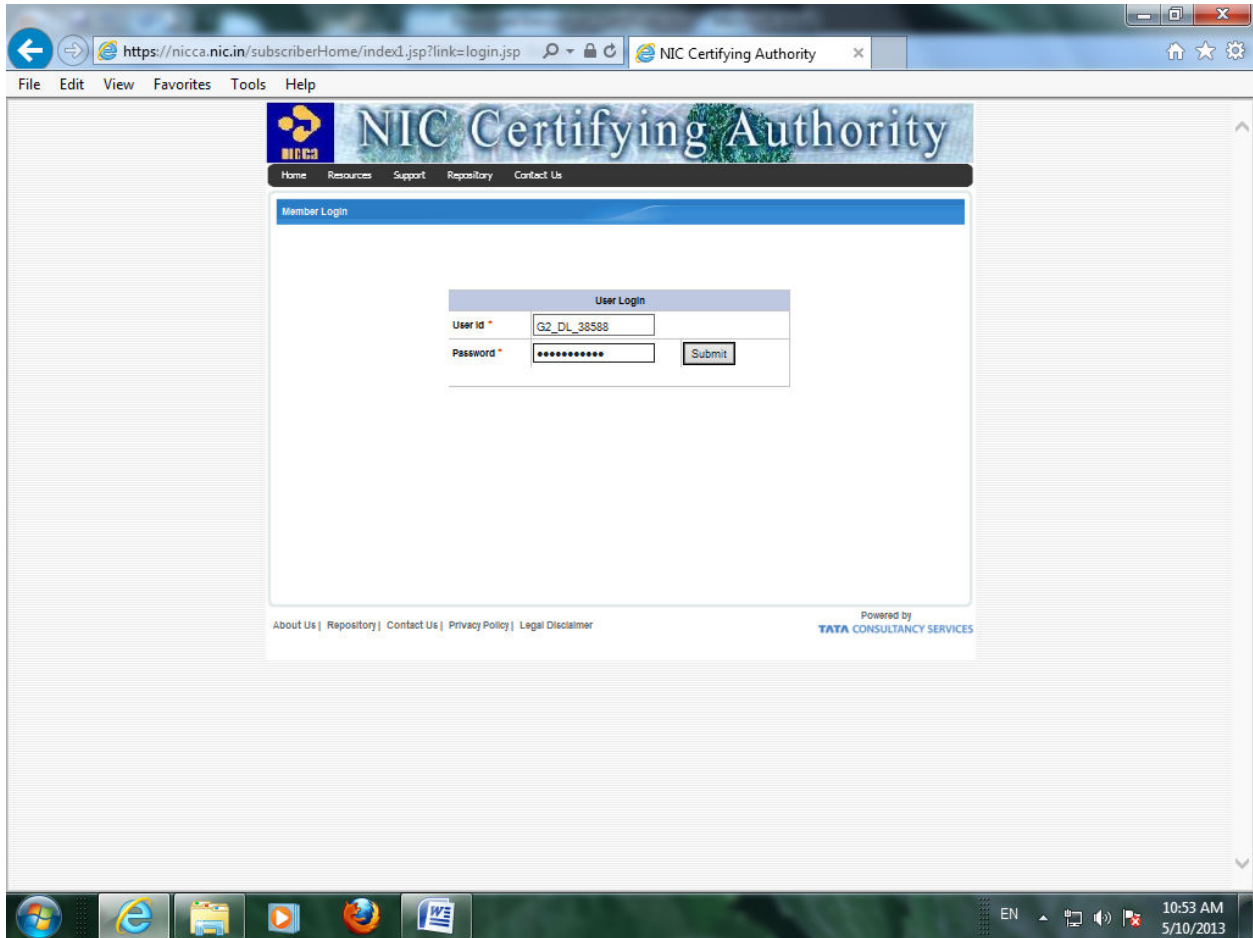 https://nicca.nic.in/subscriberHome/index1.jsp?link=login.jsp
NIC Certifying Authority
File Edit View Favorites Tools Help
NICCA
NIC Certifying Authority
Home Resources Support Repository Contact Us
Member Login
User Login
User Id *
G2_DL_38588
Password *
•••••••••••
Submit
About Us | Repository | Contact Us | Privacy Policy | Legal Disclaimer
Powered by
TATA CONSULTANCY SERVICES
EN
10:53 AM
5/10/2013